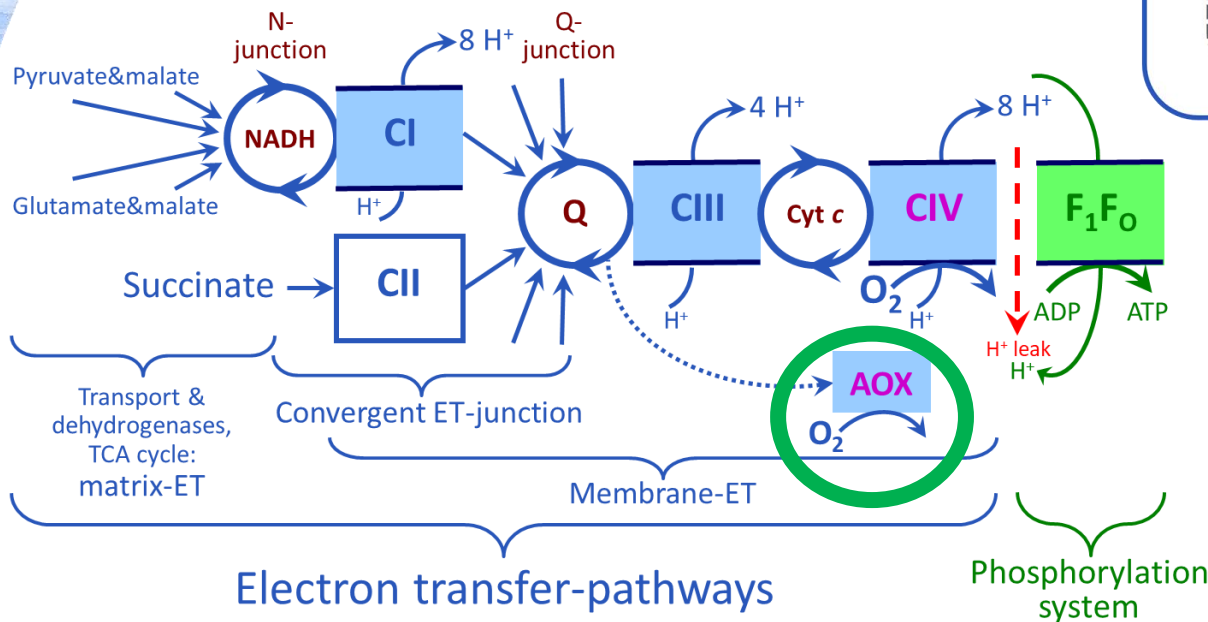 N-
junction
8 H⁺
Q-
junction
Pyruvate&malate
NADH
CI
4 H⁺
8 H⁺
Glutamate&malate
H⁺
Q
CIII
Cyt c
CIV
F₁Fₒ
Succinate
CII
H⁺
O₂
H⁺
ADP
ATP
H⁺ leak
H⁺
AOX
O₂
Transport &
dehydrogenases,
TCA cycle:
matrix-ET
Convergent ET-junction
Membrane-ET
Electron transfer-pathways
Phosphorylation
system